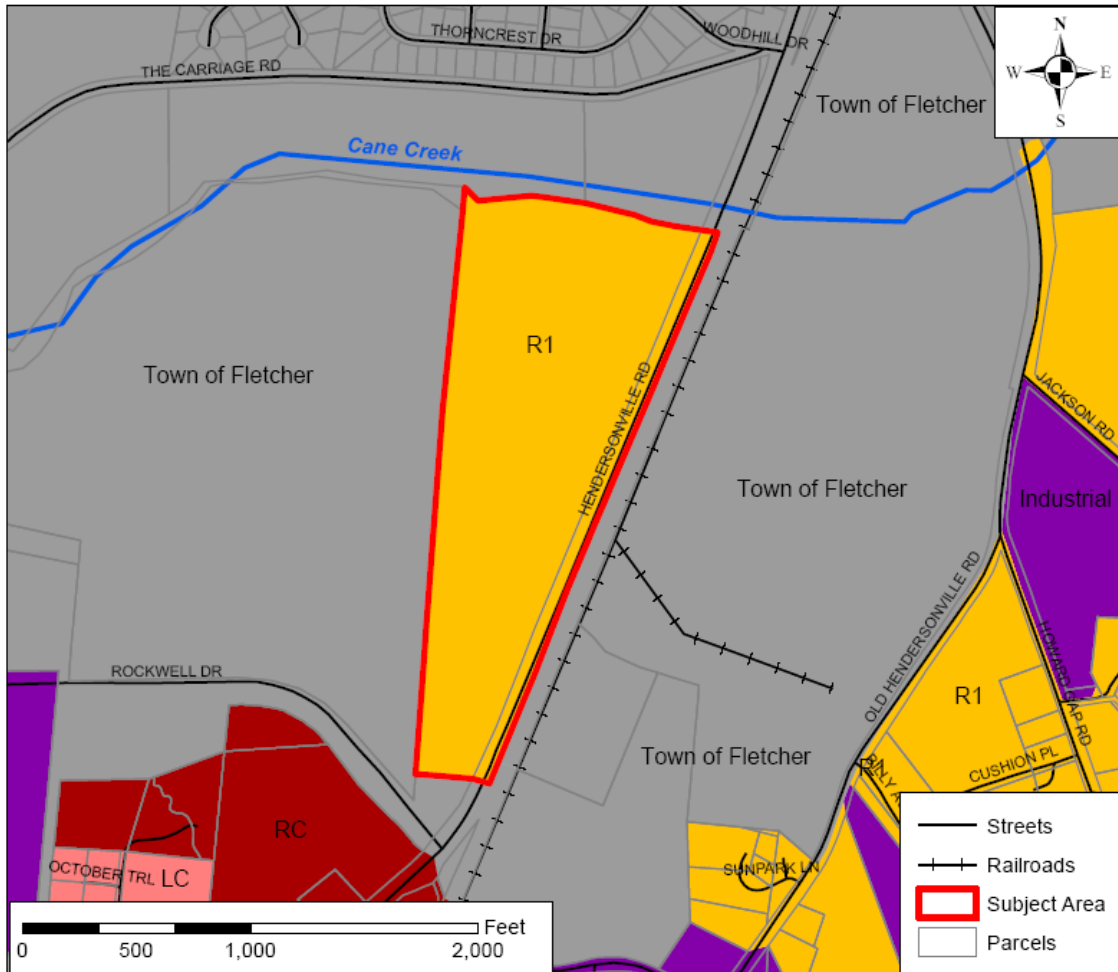 THORNCREST DR
WOODHILL DR
THE CARRIAGE RD
N
W E
S
Town of Fletcher
Cane Creek
R1
Town of Fletcher
HENDERSONVILLE RD
JACKSON RD
Town of Fletcher
Industrial
OLD HENDERSONVILLE RD
HOWARD GAP RD
ROCKWELL DR
R1
Town of Fletcher
CUSHION PL
BILLY A
RC
OCTOBER TRL
LC
SUNPARK LN
Streets
Railroads
Subject Area
Parcels
Feet
0 500 1,000 2,000